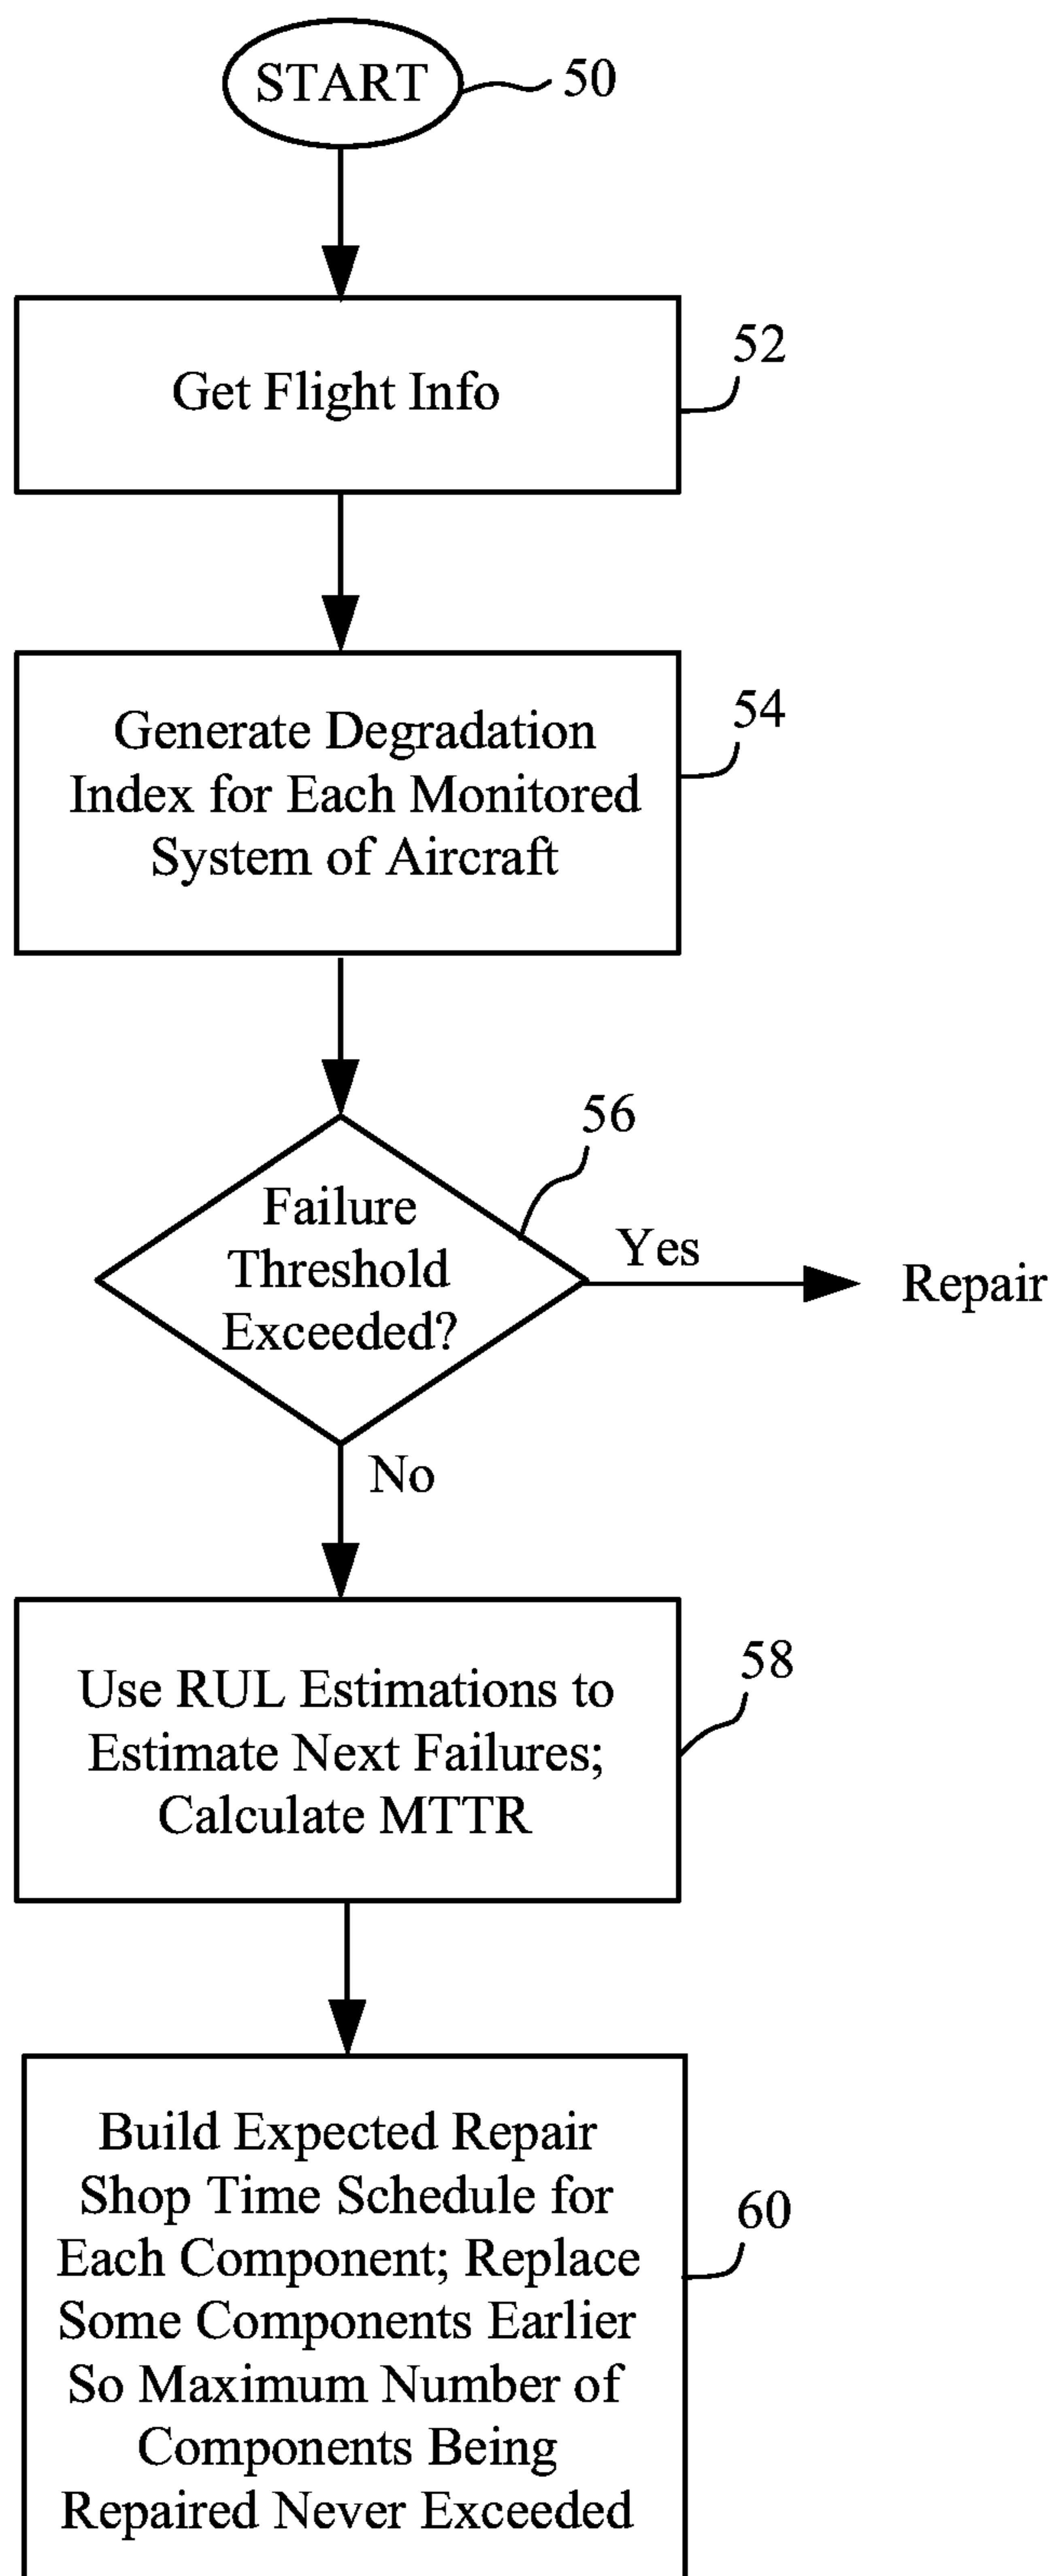 START
50
52
Get Flight Info
54
Generate Degradation
Index for Each Monitored
System of Aircraft
56
Failure
Threshold
Exceeded?
Yes
Repair
No
58
Use RUL Estimations to
Estimate Next Failures;
Calculate MTTR
60
Build Expected Repair
Shop Time Schedule for
Each Component; Replace
Some Components Earlier
So Maximum Number of
Components Being
Repaired Never Exceeded